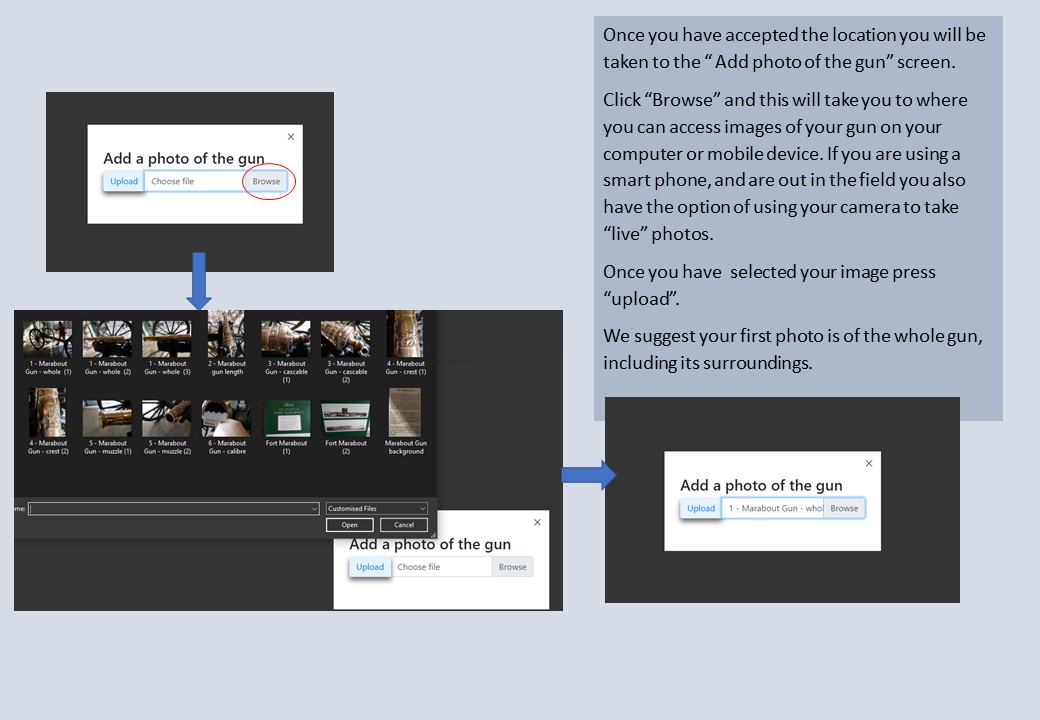 Once you have accepted the location you will be
taken to the “ Add photo of the gun” screen.
Click “Browse” and this will take you to where
you can access images of your gun on your
computer or mobile device. If you are using a
smart phone, and are out in the field you also
have the option of using your camera to take
“live” photos.
Once you have selected your image press
“upload”.
We suggest your first photo is of the whole gun,
including its surroundings.
×
Add a photo of the gun
Upload Choose file Browse
1 - Marabout Gun - whole (1)
1 - Marabout Gun - whole (2)
1 - Marabout Gun - whole (3)
2 - Marabout gun length
3 - Marabout Gun - cascable (1)
3 - Marabout Gun - cascable (2)
4 - Marabout Gun - crest (1)
4 - Marabout Gun - crest (2)
5 - Marabout Gun - muzzle (1)
5 - Marabout Gun - muzzle (2)
6 - Marabout Gun - calibre
Fort Marabout (1)
Fort Marabout (2)
Marabout Gun background
me: Customised Files
Open Cancel
×
Add a photo of the gun
Upload Choose file Browse
×
Add a photo of the gun
Upload 1 - Marabout Gun - whol Browse